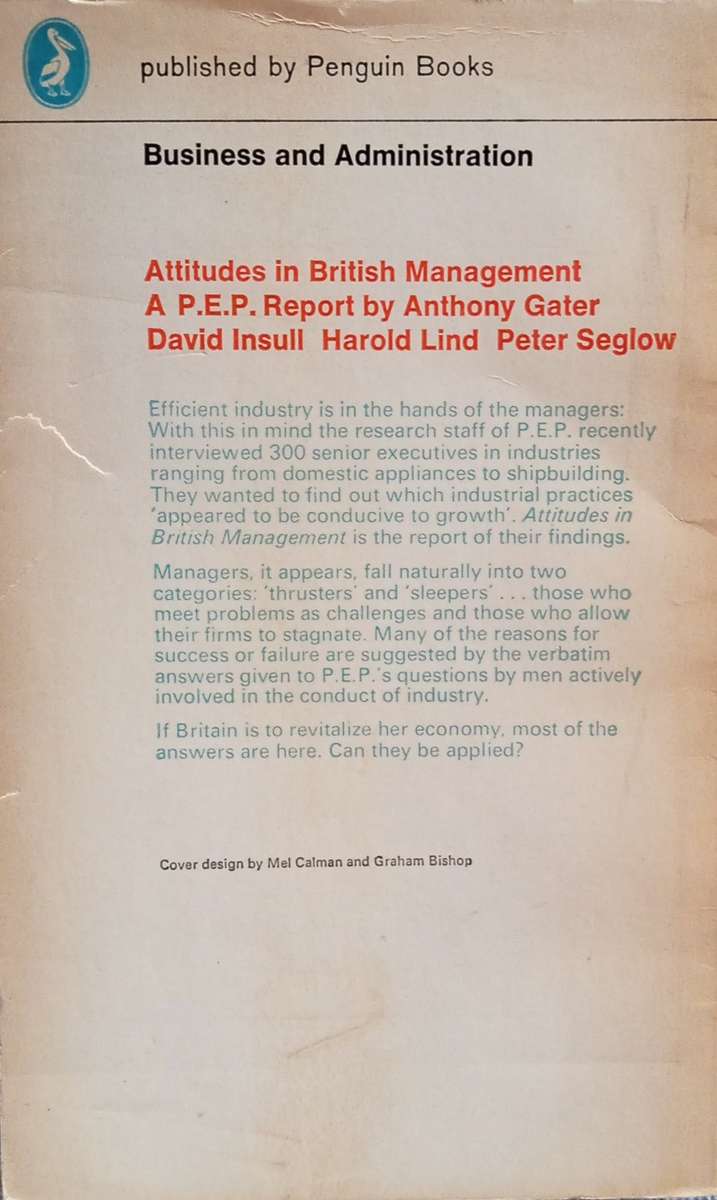 published by Penguin Books
Business and Administration
Attitudes in British Management
A P.E.P. Report by Anthony Gater
David Insull Harold Lind Peter Seglow
Efficient industry is in the hands of the managers:
With this in mind the research staff of P.E.P. recently
interviewed 300 senior executives in industries
ranging from domestic appliances to shipbuilding.
They wanted to find out which industrial practices
'appeared to be conducive to growth'. Attitudes in
British Management is the report of their findings.
Managers, it appears, fall naturally into two
categories: 'thrusters' and 'sleepers' . . . those who
meet problems as challenges and those who allow
their firms to stagnate. Many of the reasons for
success or failure are suggested by the verbatim
answers given to P.E.P.'s questions by men actively
involved in the conduct of industry.
If Britain is to revitalize her economy, most of the
answers are here. Can they be applied?
Cover design by Mel Calman and Graham Bishop